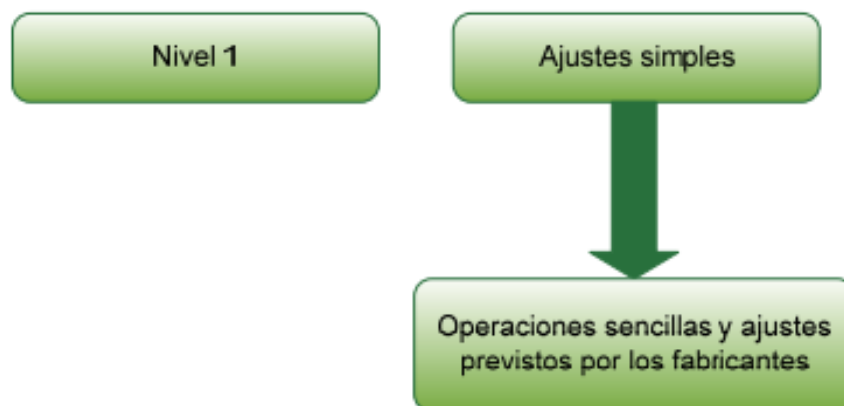 Nivel 1
Ajustes simples
Operaciones sencillas y ajustes
previstos por los fabricantes